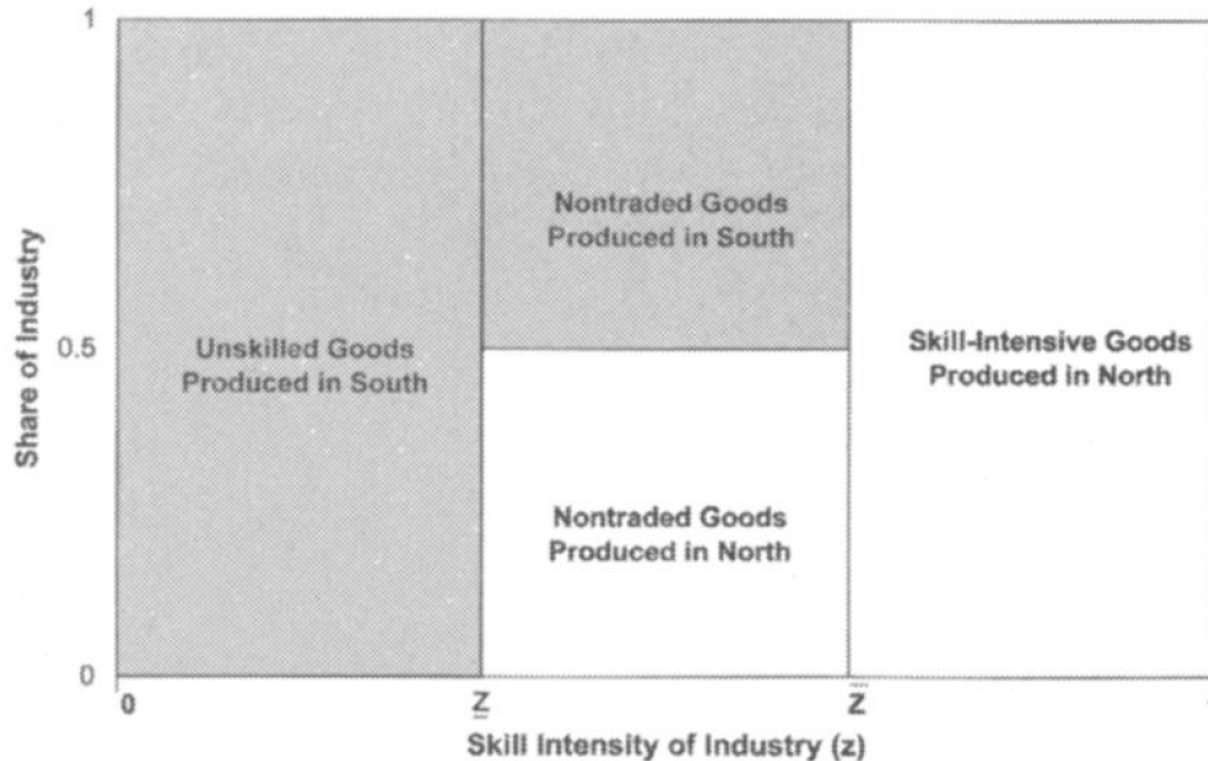 1
Nontraded Goods
Produced in South
Share of Industry
0.5
Unskilled Goods
Produced in South
Skill-Intensive Goods
Produced in North
Nontraded Goods
Produced in North
0
0
z̳
z̿
Skill Intensity of Industry (z)